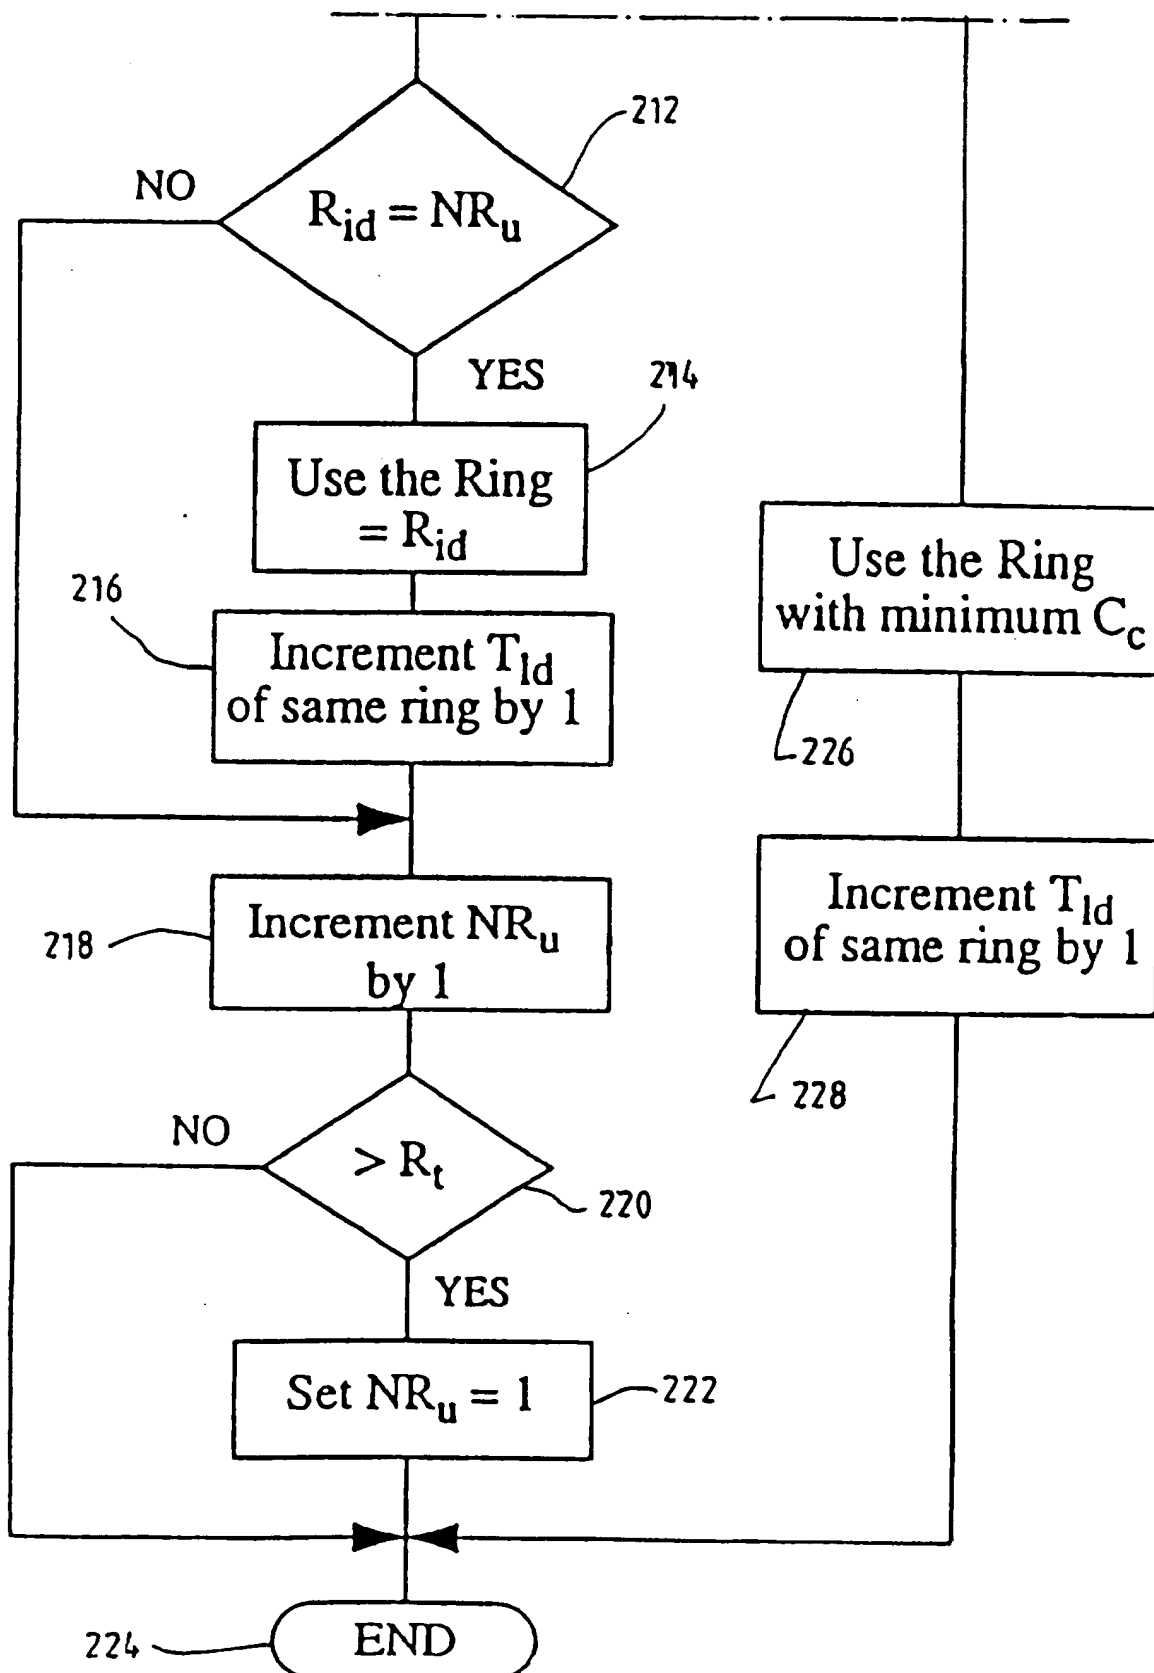 212
NO
R_id = NR_u
YES
214
Use the Ring
= R_id
216
Increment T_ld
of same ring by 1
218
Increment NR_u
by 1
NO
> R_t
220
YES
Set NR_u = 1
222
224
END
Use the Ring
with minimum C_c
226
Increment T_ld
of same ring by 1
228